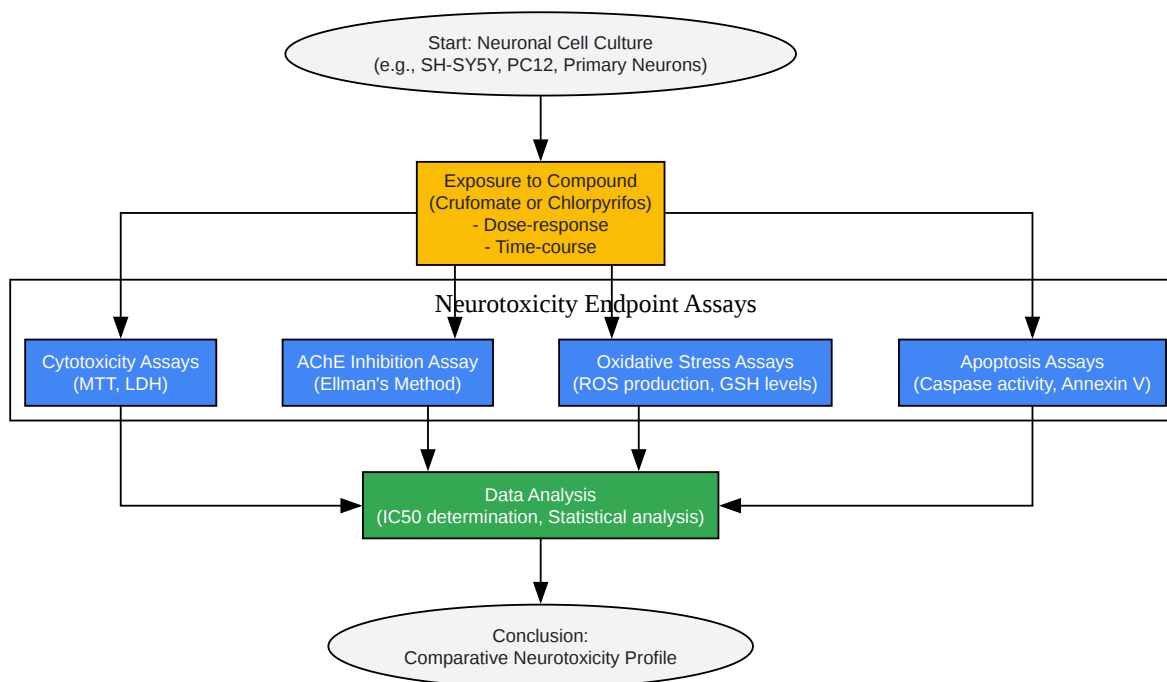 Start: Neuronal Cell Culture
(e.g., SH-SY5Y, PC12, Primary Neurons)
Exposure to Compound
(Crufomate or Chlorpyrifos)
- Dose-response
- Time-course
Neurotoxicity Endpoint Assays
Cytotoxicity Assays
(MTT, LDH)
AChE Inhibition Assay
(Ellman's Method)
Oxidative Stress Assays
(ROS production, GSH levels)
Apoptosis Assays
(Caspase activity, Annexin V)
Data Analysis
(IC50 determination, Statistical analysis)
Conclusion:
Comparative Neurotoxicity Profile